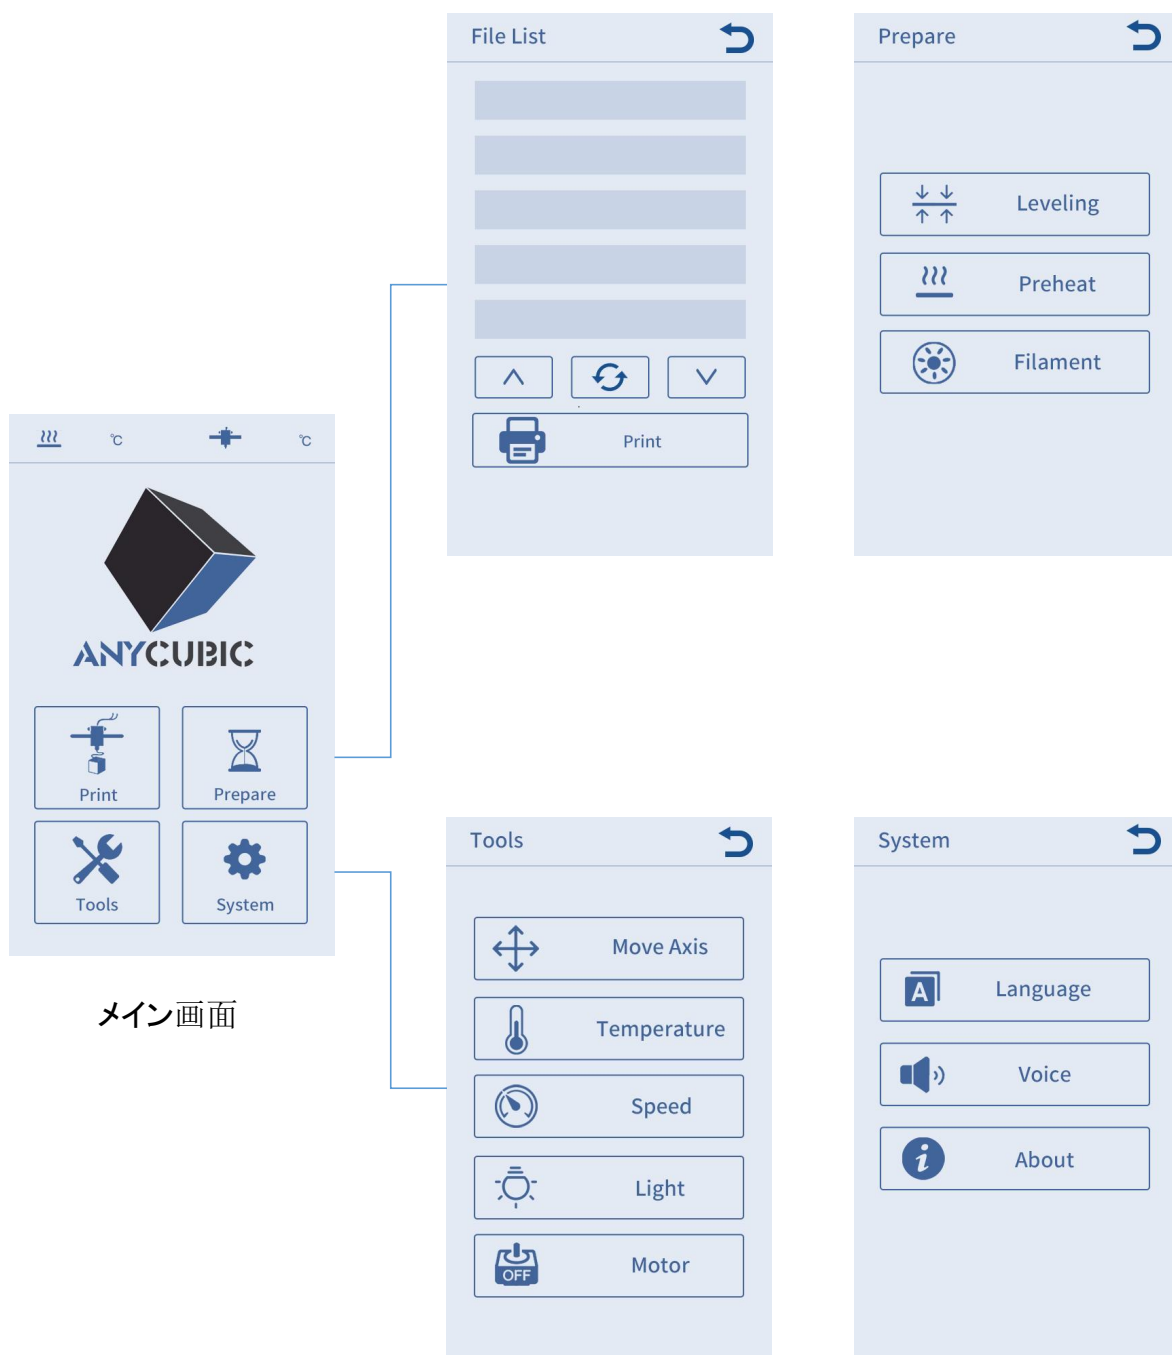 File List
Print
Prepare
Leveling
Preheat
Filament
℃
℃
ANYCUBIC
Print
Prepare
Tools
System
メイン画面
Tools
Move Axis
Temperature
Speed
Light
OFF
Motor
System
A
Language
Voice
i
About